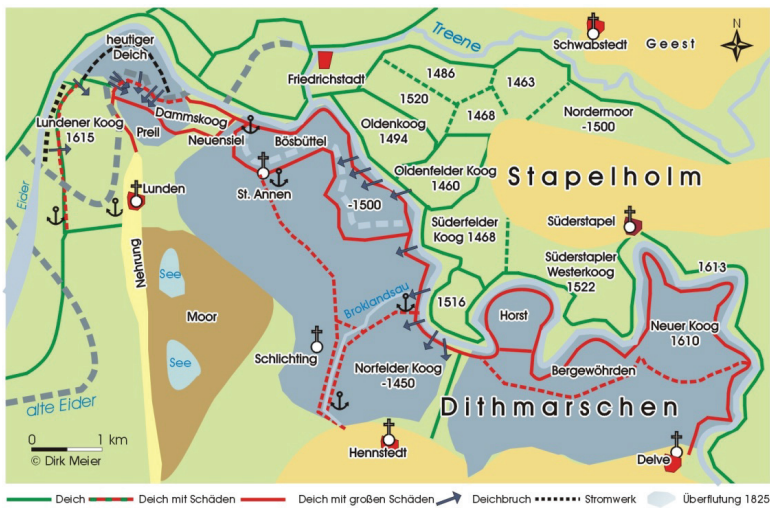 heutiger
Deich
Treene
Schwabstedt
Geest
N
Friedrichstadt
1486
1463
1520
1468
Nordermoor
-1500
Lundener Koog
1615
Preil
Dammskoog
Neuensiel
Bösbüttel
Oldenkoog
1494
Oldenfelder Koog
1460
Stapelholm
Eider
Lunden
St. Annen
-1500
Süderfelder
Koog 1468
Süderstapel
Süderstapler
Westerkoog
1522
1613
Nehrung
See
Moor
See
Broklandsau
1516
Horst
Neuer Koog
1610
Schlichting
Norfelder Koog
-1450
Bergewöhrden
alte Eider
Dithmarschen
0 1 km
© Dirk Meier
Hennstedt
Delve
Deich
Deich mit Schäden
Deich mit großen Schäden
Deichbruch
Stromwerk
Überflutung 1825